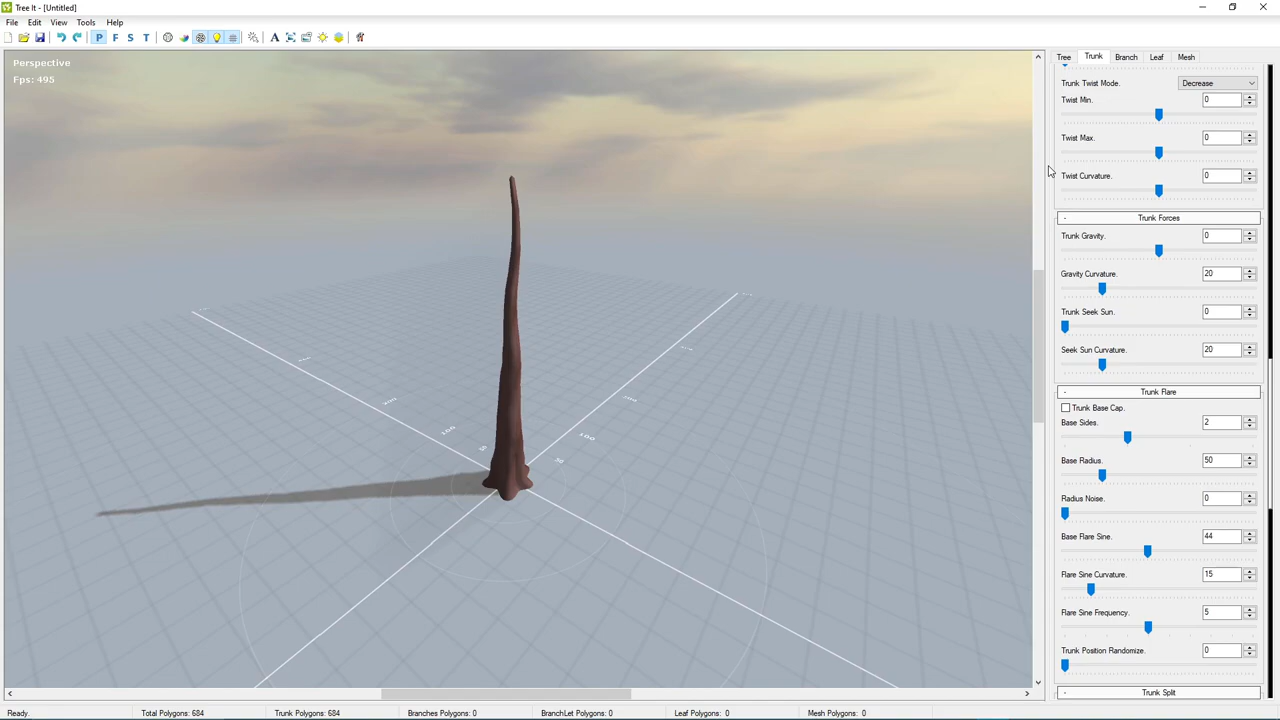 Tree It - [Untitled]
File Edit View Tools Help
P F S T A
Perspective
Fps: 495
Tree Trunk Branch Leaf Mesh
Trunk Twist Mode. Decrease
Twist Min. 0
Twist Max. 0
Twist Curvature. 0
- Trunk Forces
Trunk Gravity. 0
Gravity Curvature. 20
Trunk Seek Sun. 0
Seek Sun Curvature. 20
- Trunk Flare
Trunk Base Cap.
Base Sides. 2
Base Radius. 50
Radius Noise. 0
Base Flare Sine. 44
Flare Sine Curvature. 15
Flare Sine Frequency. 5
Trunk Position Randomize. 0
- Trunk Split
100 50 50 100
Ready. Total Polygons: 684 Trunk Polygons: 684 Branches Polygons: 0 BranchLet Polygons: 0 Leaf Polygons: 0 Mesh Polygons: 0